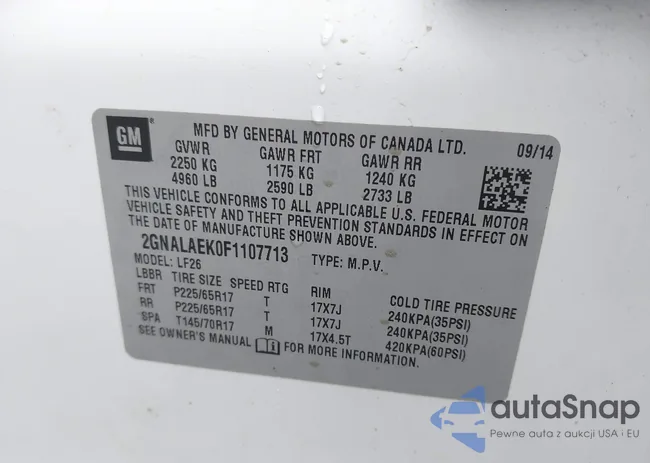 GM
MFD BY GENERAL MOTORS OF CANADA LTD.
09/14
GVWR GAWR FRT GAWR RR
2250 KG 1175 KG 1240 KG
4960 LB 2590 LB 2733 LB
THIS VEHICLE CONFORMS TO ALL APPLICABLE U.S. FEDERAL MOTOR
VEHICLE SAFETY AND THEFT PREVENTION STANDARDS IN EFFECT ON
THE DATE OF MANUFACTURE SHOWN ABOVE.
2GNALAEK0F1107713 TYPE: M.P.V.
MODEL: LF26
LBBR TIRE SIZE SPEED RTG RIM COLD TIRE PRESSURE
FRT P225/65R17 T 17X7J 240KPA(35PSI)
RR P225/65R17 T 17X7J 240KPA(35PSI)
SPA T145/70R17 M 17X4.5T 420KPA(60PSI)
SEE OWNER'S MANUAL FOR MORE INFORMATION.
autaSnap
Pewne auta z aukcji USA i EU